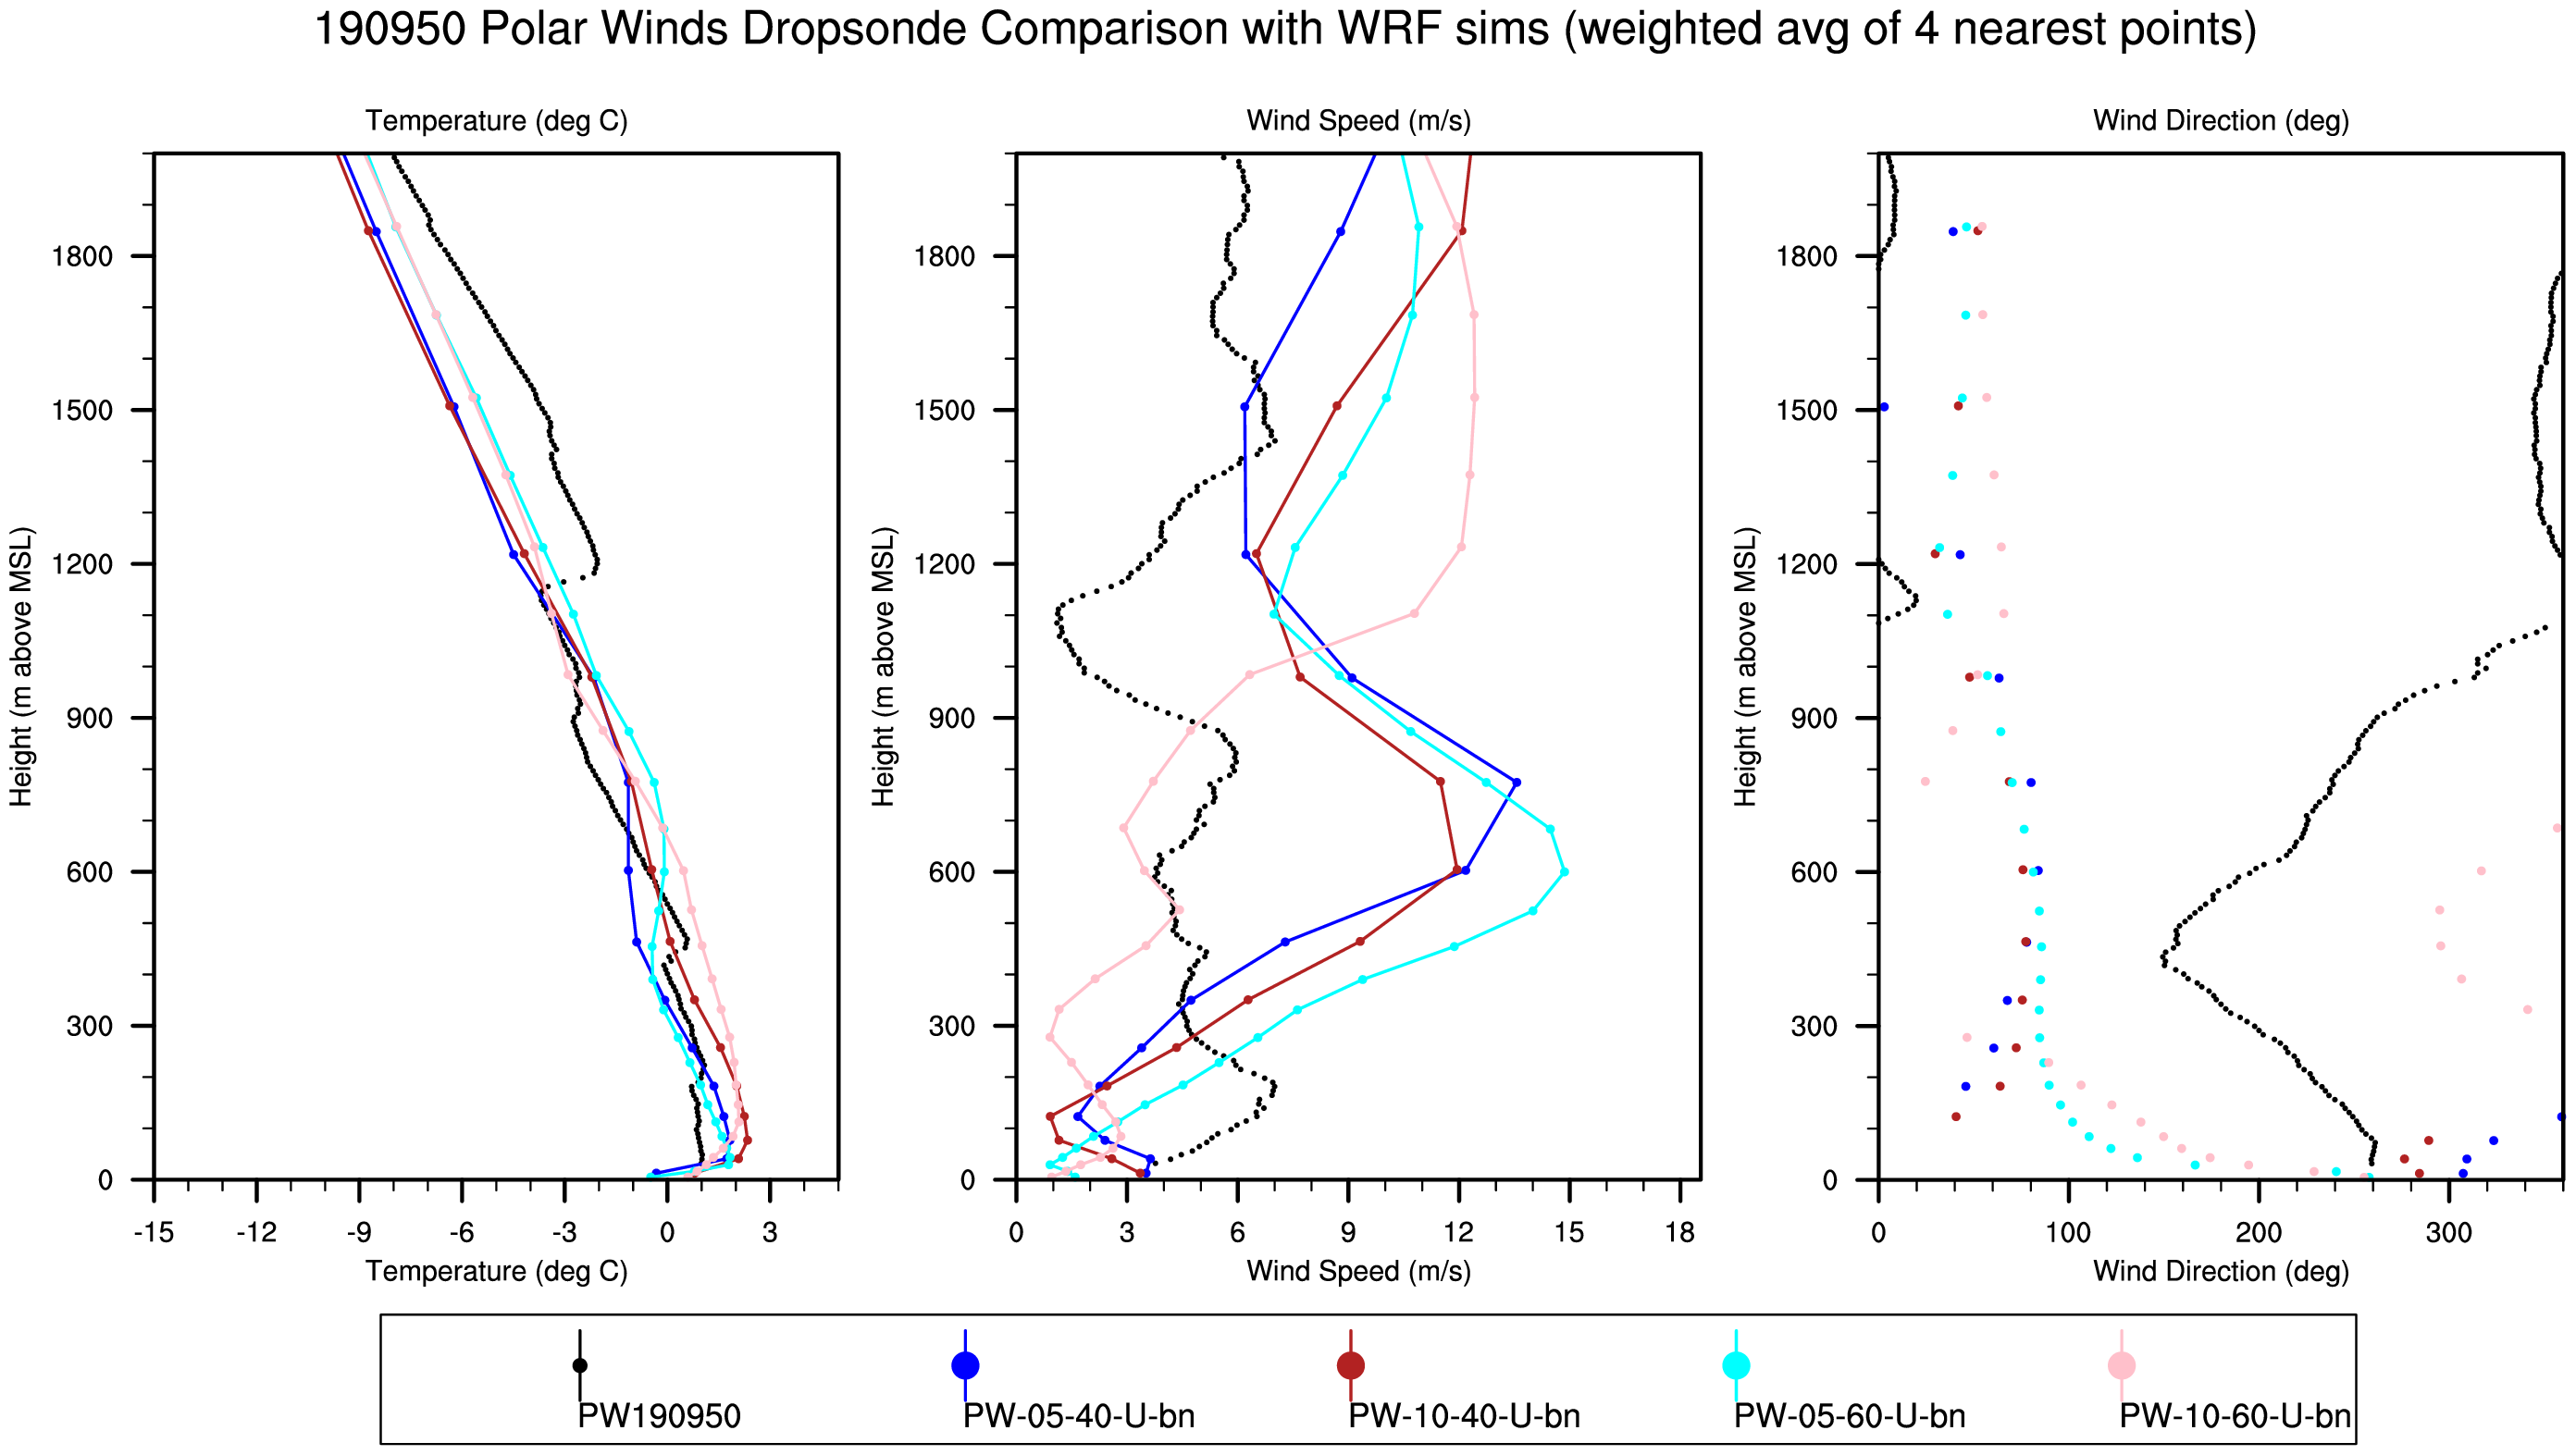 190950 Polar Winds Dropsonde Comparison with WRF sims (weighted avg of 4 nearest points)
Temperature (deg C)
Height (m above MSL)
1800
1500
1200
900
600
300
0
-15 -12 -9 -6 -3 0 3
Temperature (deg C)
Wind Speed (m/s)
Height (m above MSL)
1800
1500
1200
900
600
300
0
0 3 6 9 12 15 18
Wind Speed (m/s)
Wind Direction (deg)
Height (m above MSL)
1800
1500
1200
900
600
300
0
0 100 200 300
Wind Direction (deg)
PW190950 PW-05-40-U-bn PW-10-40-U-bn PW-05-60-U-bn PW-10-60-U-bn